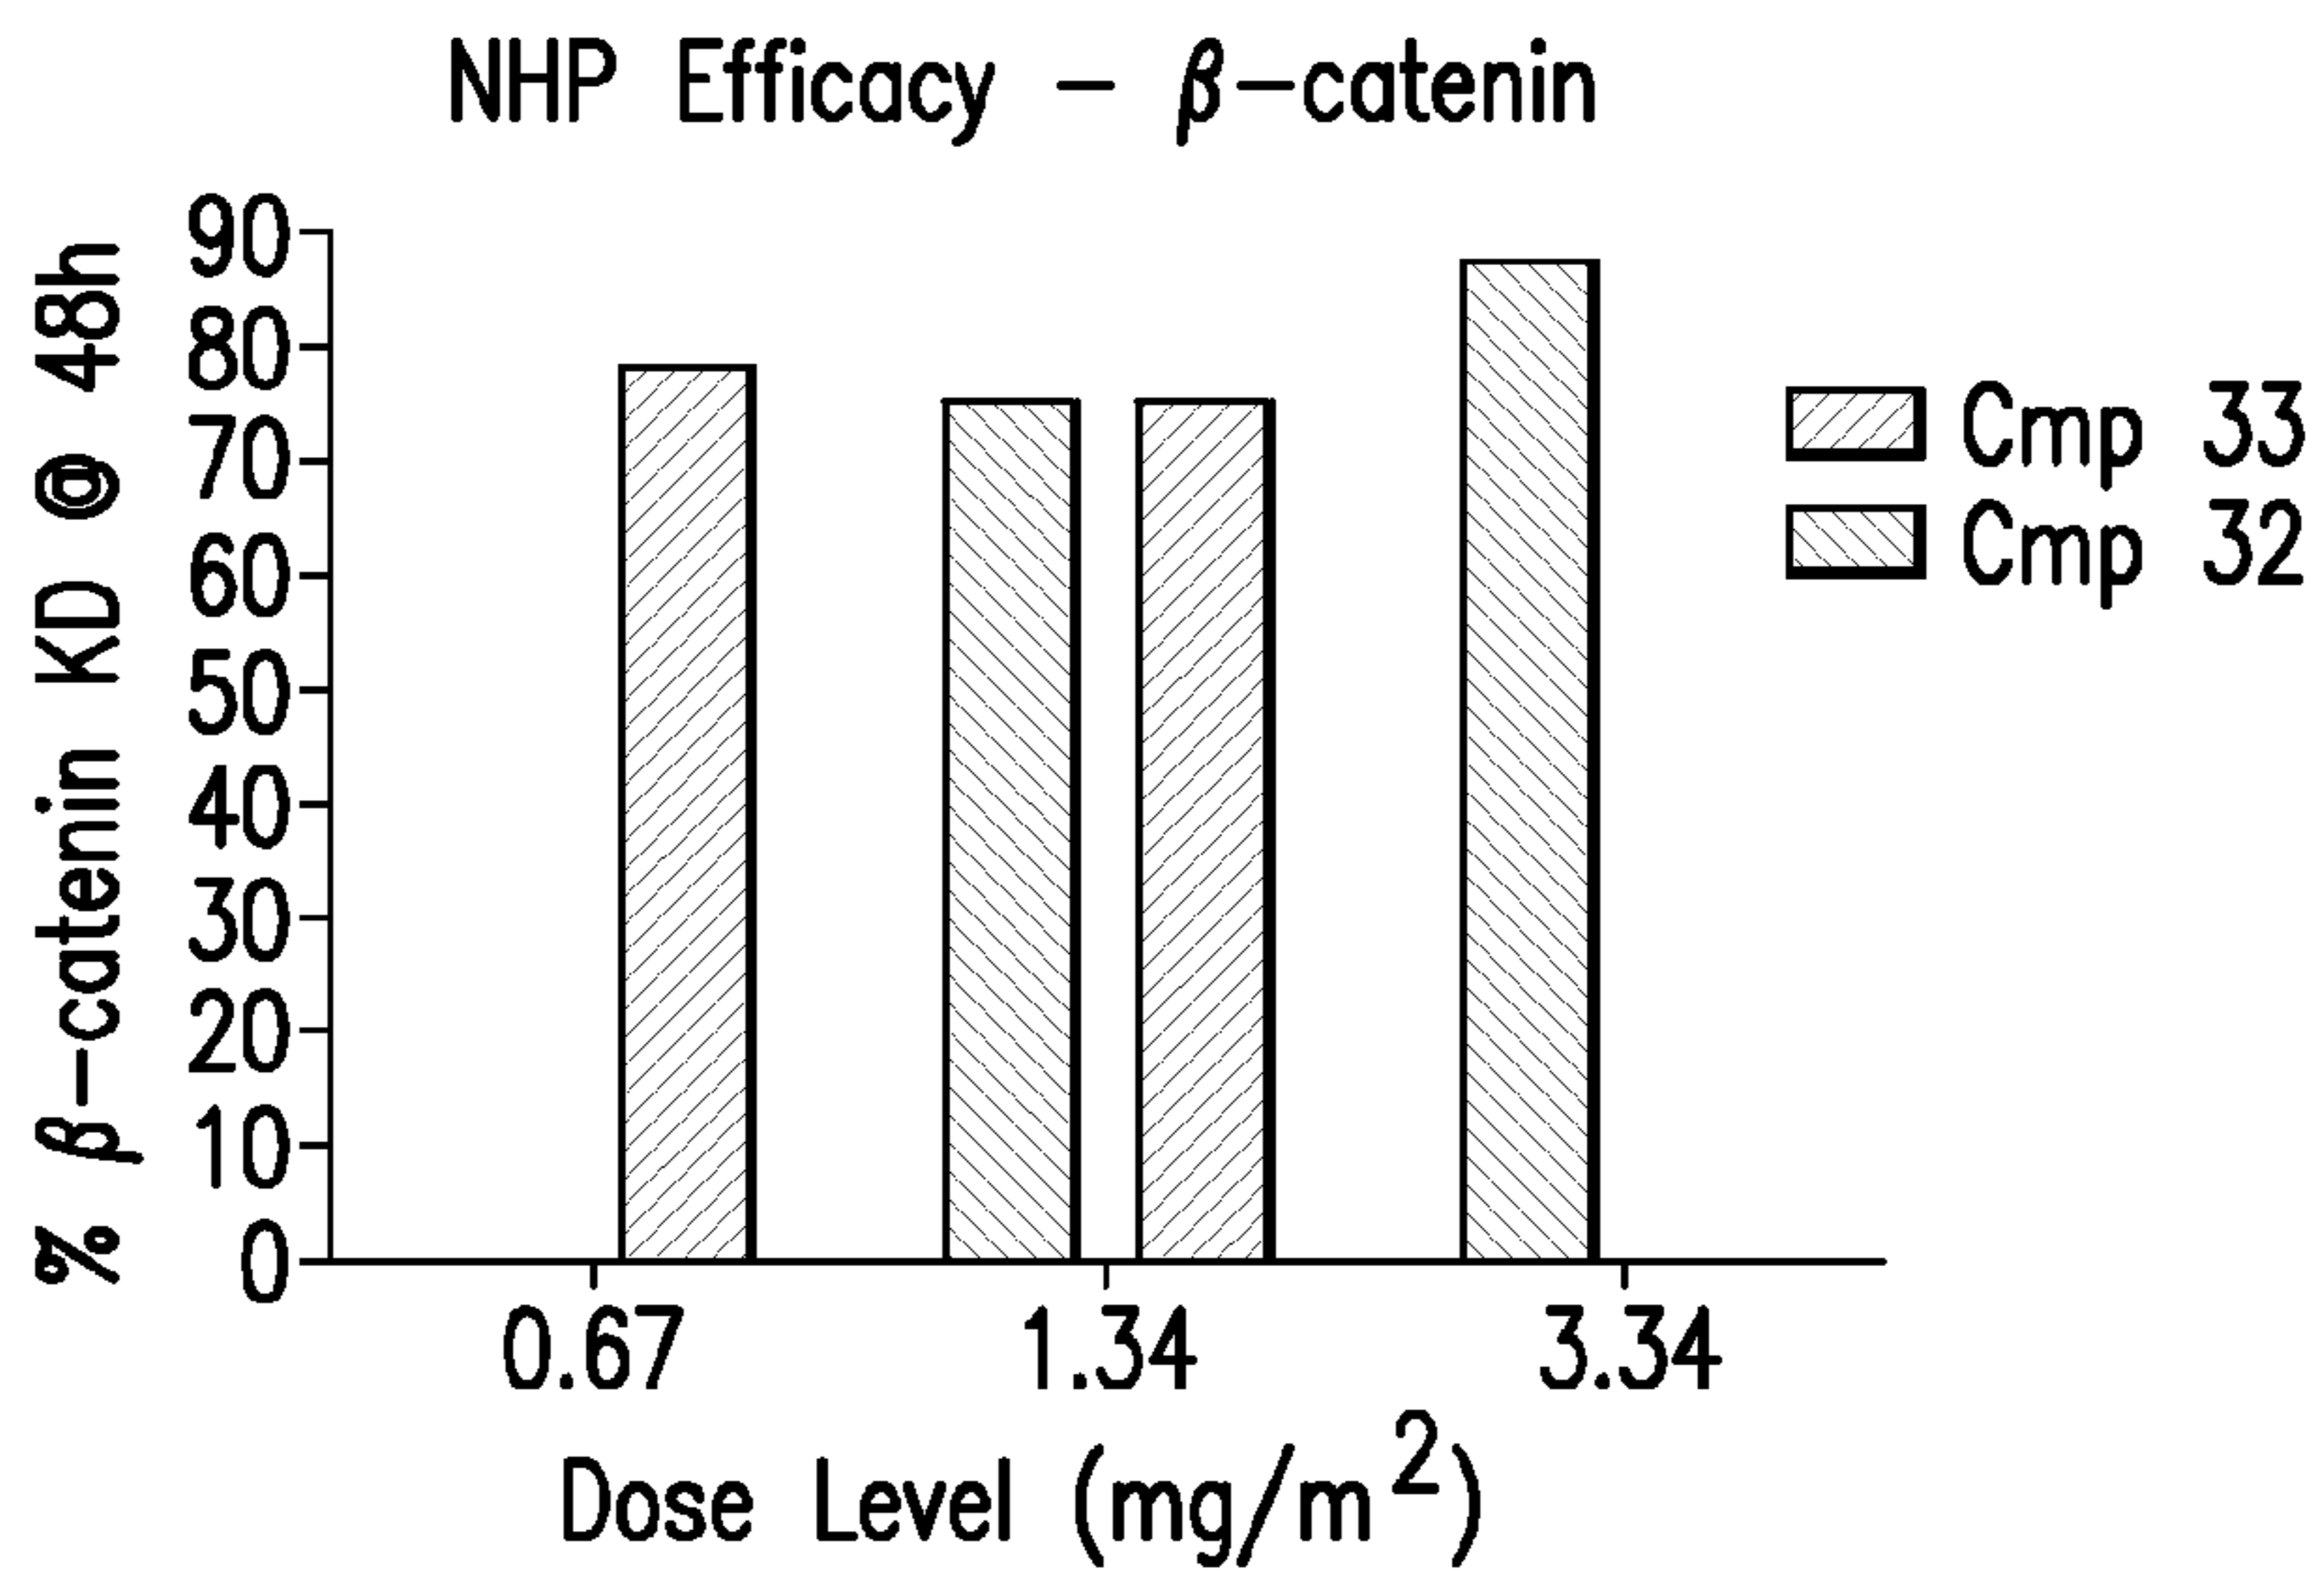 NHP Efficacy - β-catenin
% β-catenin KD @ 48h
90
80
70
60
50
40
30
20
10
0
0.67 1.34 3.34
Dose Level (mg/m²)
Cmp 33
Cmp 32